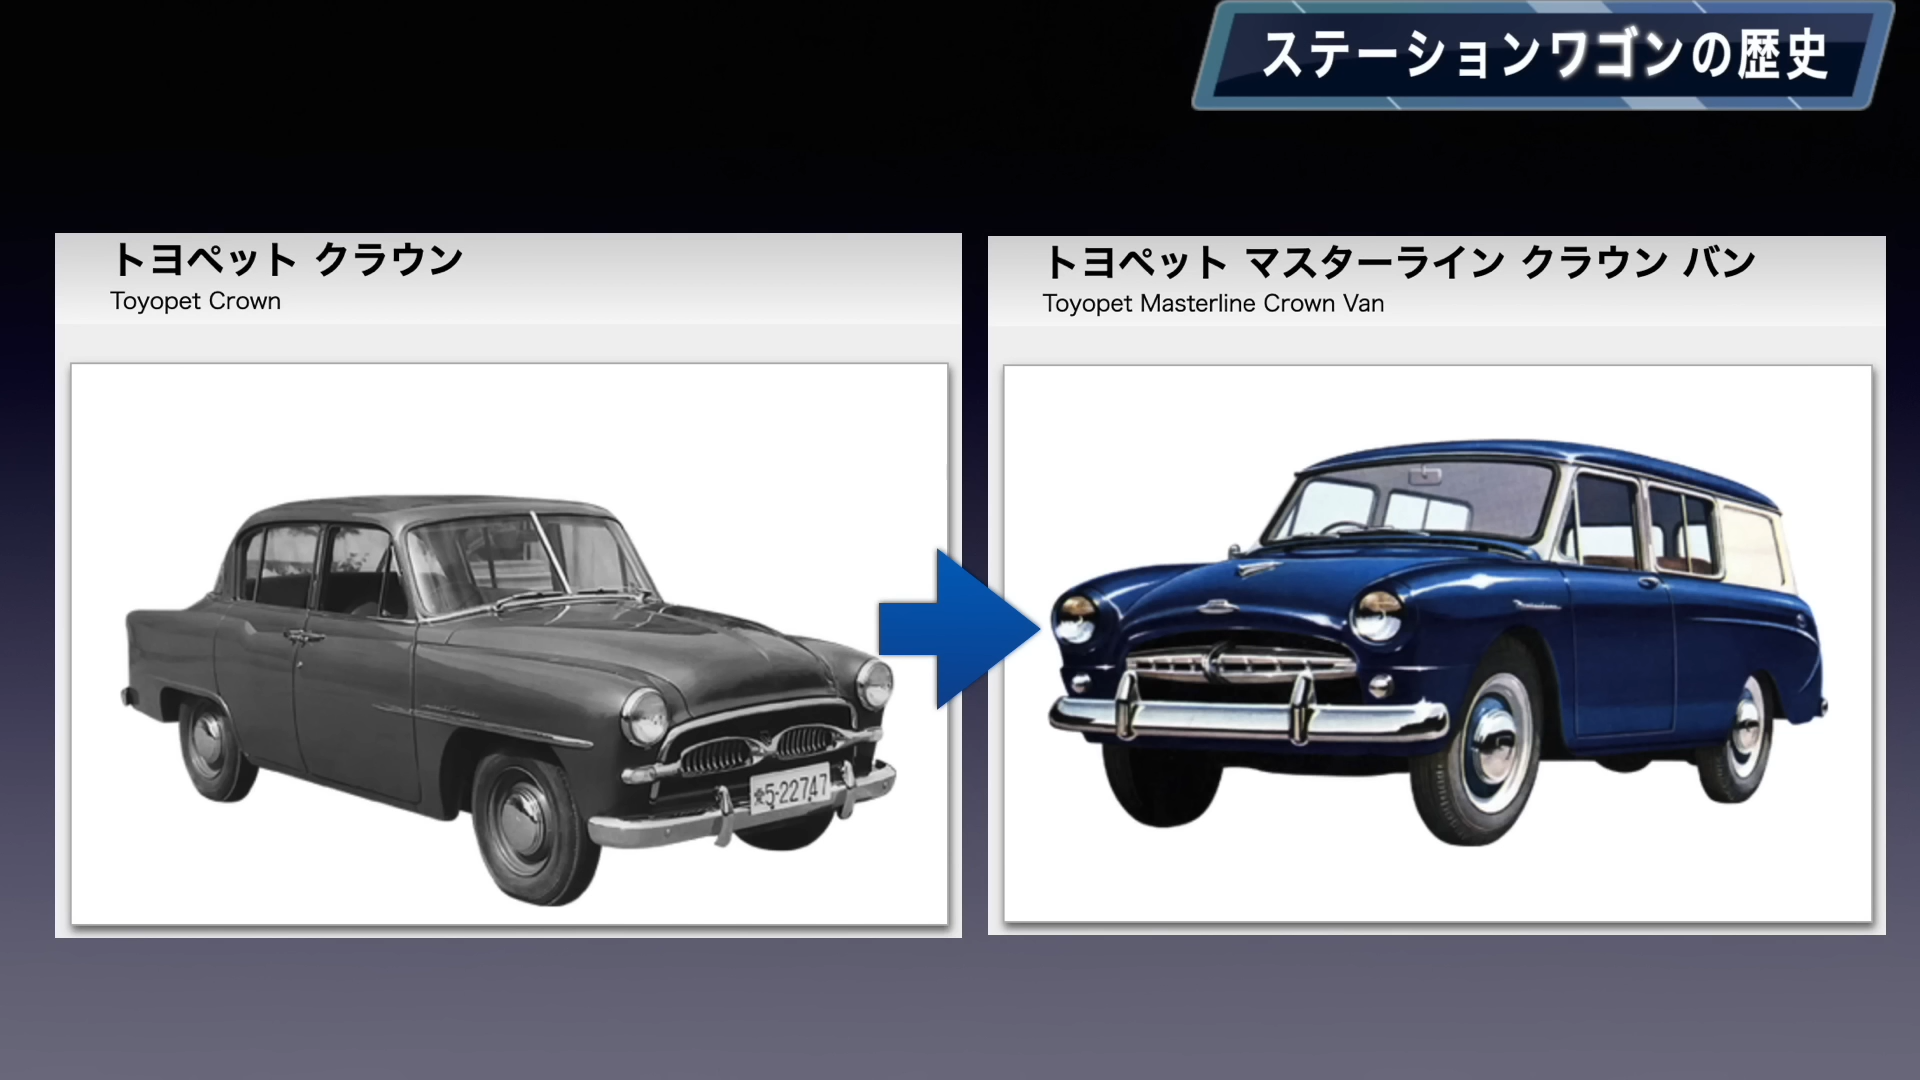 ステーションワゴンの歴史
トヨペット クラウン
Toyopet Crown
トヨペット マスターライン クラウン バン
Toyopet Masterline Crown Van
5-22747